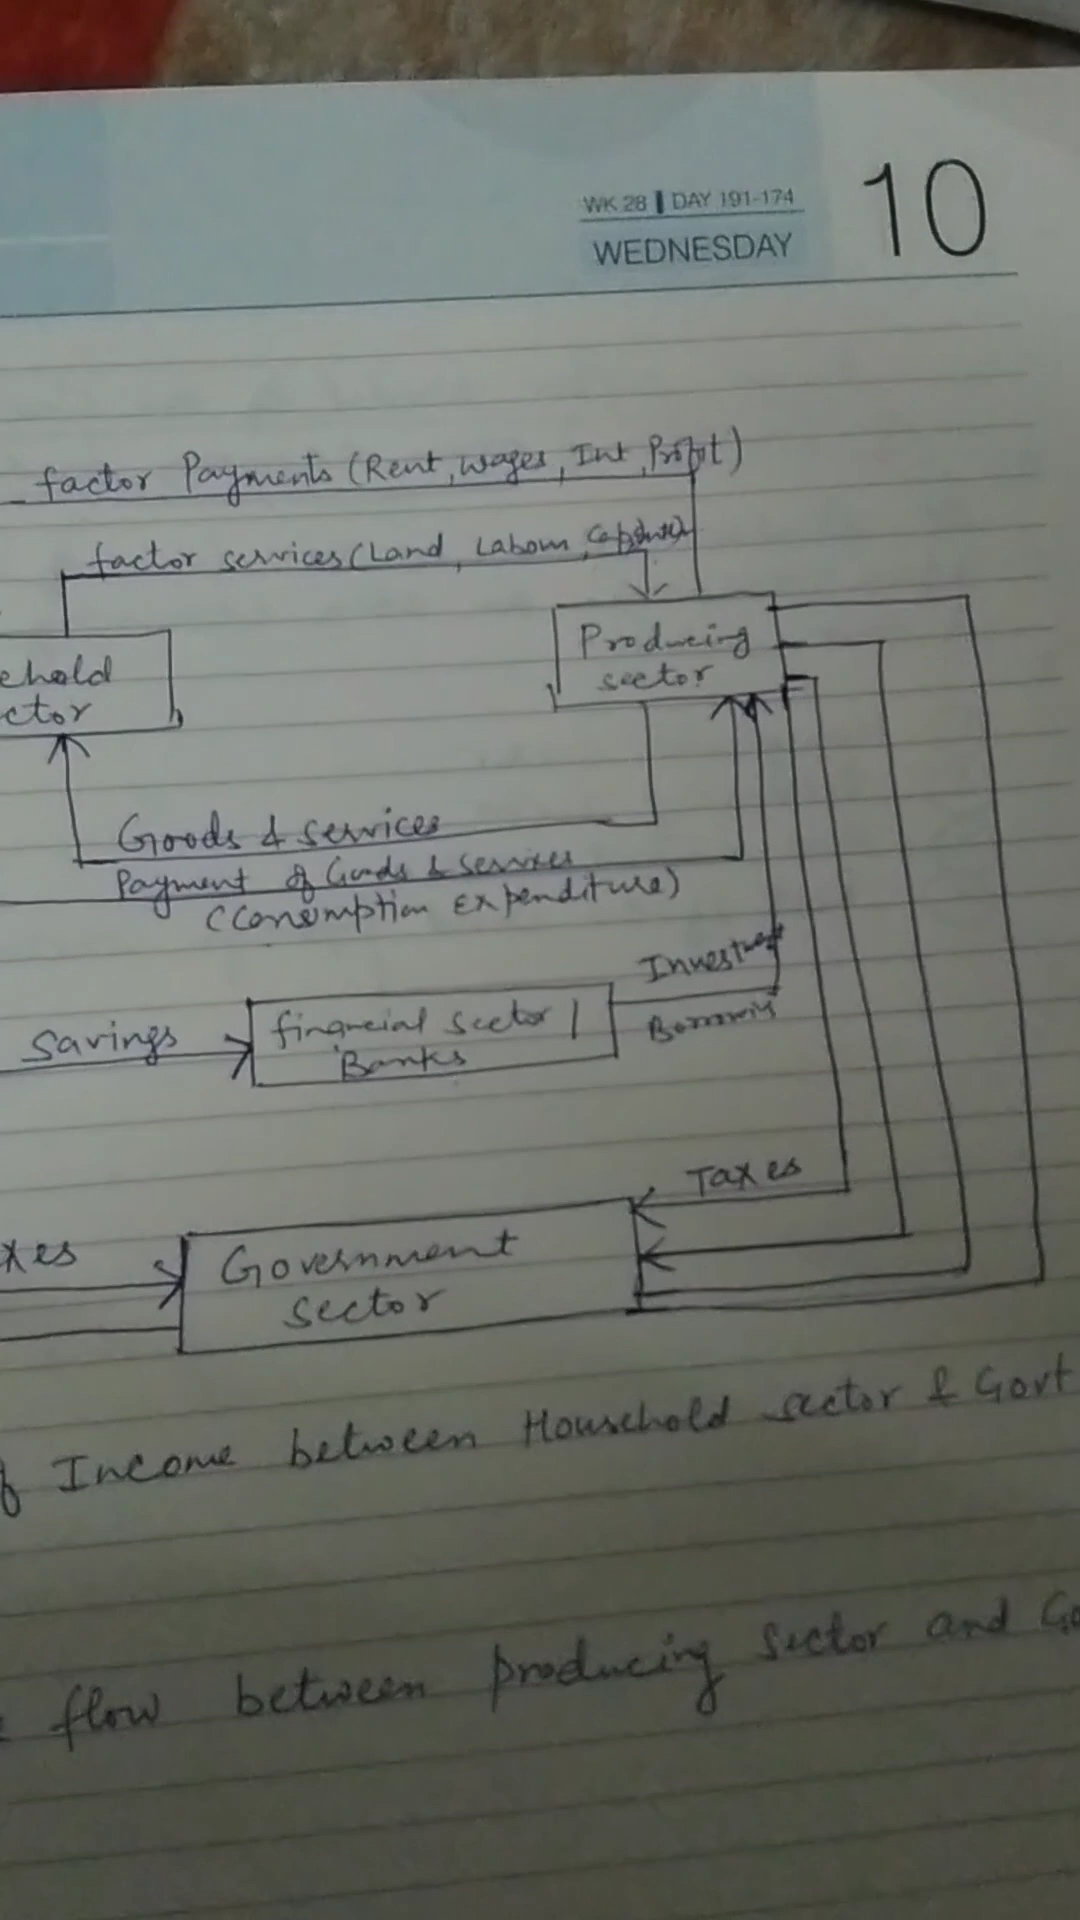 WK 28 | DAY 191-174
WEDNESDAY
10
factor Payments (Rent, wages, Int, Profit)
factor services (Land, Labour,
ehold
ctor
Producing
sector
Goods & services
Payment of Goods & services
(Consumption Expenditure)
Savings
financial sector /
Banks
Investment
Borrowing
Taxes
xes
Government
sector
Income between Household sector & Govt
flow between producing sector and